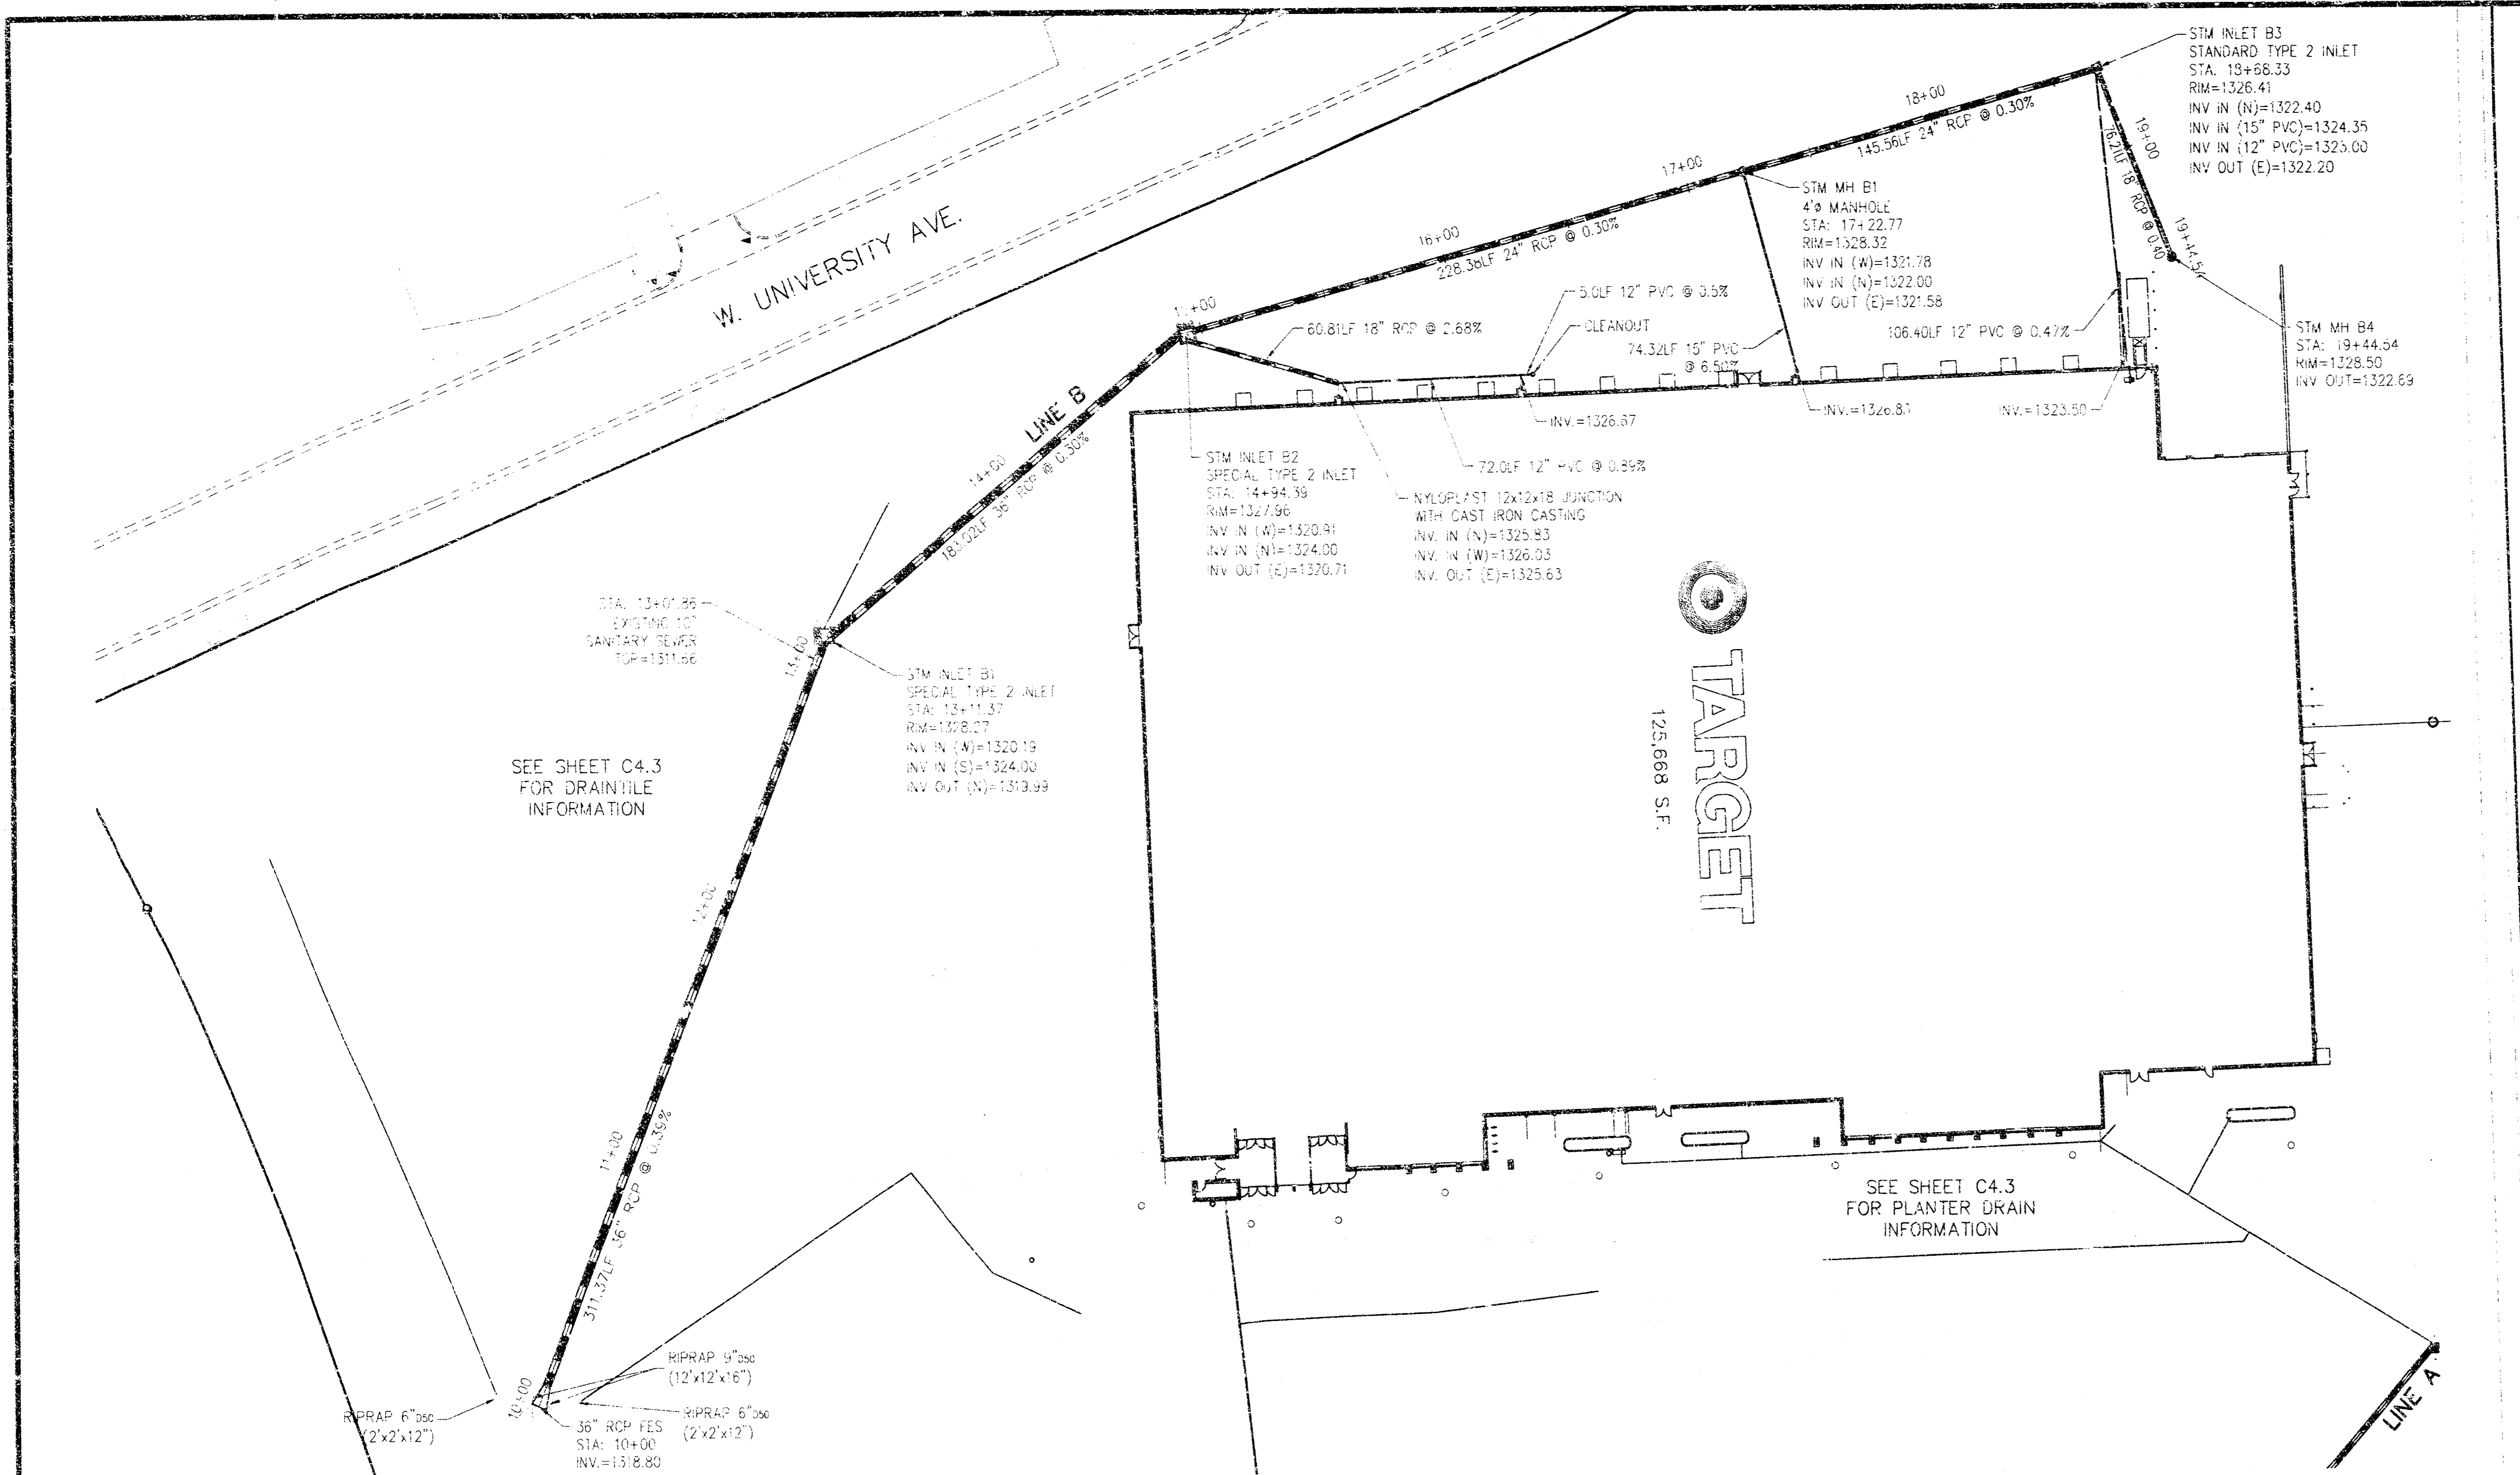 STM INLET B3
STANDARD TYPE 2 INLET
STA. 18+68.33
RIM=1326.41
INV IN (N)=1322.40
INV IN (15" PVC)=1324.35
INV IN (12" PVC)=1323.00
INV OUT (E)=1322.20
18+00
145.56LF 24" RCP @ 0.30%
19+00
76.21LF 18" RCP @ 0.40
19+44.54
17+00
STM MH B1
4'ø MANHOLE
STA: 17+22.77
RIM=1328.32
INV IN (W)=1321.78
INV IN (N)=1322.00
INV OUT (E)=1321.58
16+00
228.38LF 24" RCP @ 0.30%
W. UNIVERSITY AVE.
15+00
5.0LF 12" PVC @ 0.5%
60.81LF 18" RCP @ 2.68%
CLEANOUT
74.32LF 15" PVC
@ 6.50%
106.40LF 12" PVC @ 0.47%
STM MH B4
STA: 19+44.54
RIM=1328.50
INV OUT=1322.69
INV.=1326.67
INV.=1326.83
INV.=1323.50
LINE B
14+00
183.02LF 36" RCP @ 0.30%
STM INLET B2
SPECIAL TYPE 2 INLET
STA: 14+94.39
RIM=1327.96
INV IN (W)=1320.91
INV IN (N)=1324.00
INV OUT (E)=1320.71
72.0LF 12" PVC @ 0.89%
NYLOPLAST 12x12x18 JUNCTION
WITH CAST IRON CASTING
INV. IN (N)=1325.83
INV. IN (W)=1326.03
INV. OUT (E)=1325.63
STA. 13+01.86
EXISTING 10"
SANITARY SEWER
TOP=1311.66
13+00
STM INLET B1
SPECIAL TYPE 2 INLET
STA: 13+11.37
RIM=1328.27
INV IN (W)=1320.19
INV IN (S)=1324.00
INV OUT (N)=1319.99
SEE SHEET C4.3
FOR DRAINTILE
INFORMATION
TARGET
125,668 S.F.
12+00
11+00
311.37LF 36" RCP @ 0.39%
SEE SHEET C4.3
FOR PLANTER DRAIN
INFORMATION
RIPRAP 9"D50
(12'x12'x16")
10+00
RIPRAP 6"D50
(2'x2'x12")
RIPRAP 6"D50
(2'x2'x12")
36" RCP FES
STA: 10+00
INV.=1318.80
LINE A